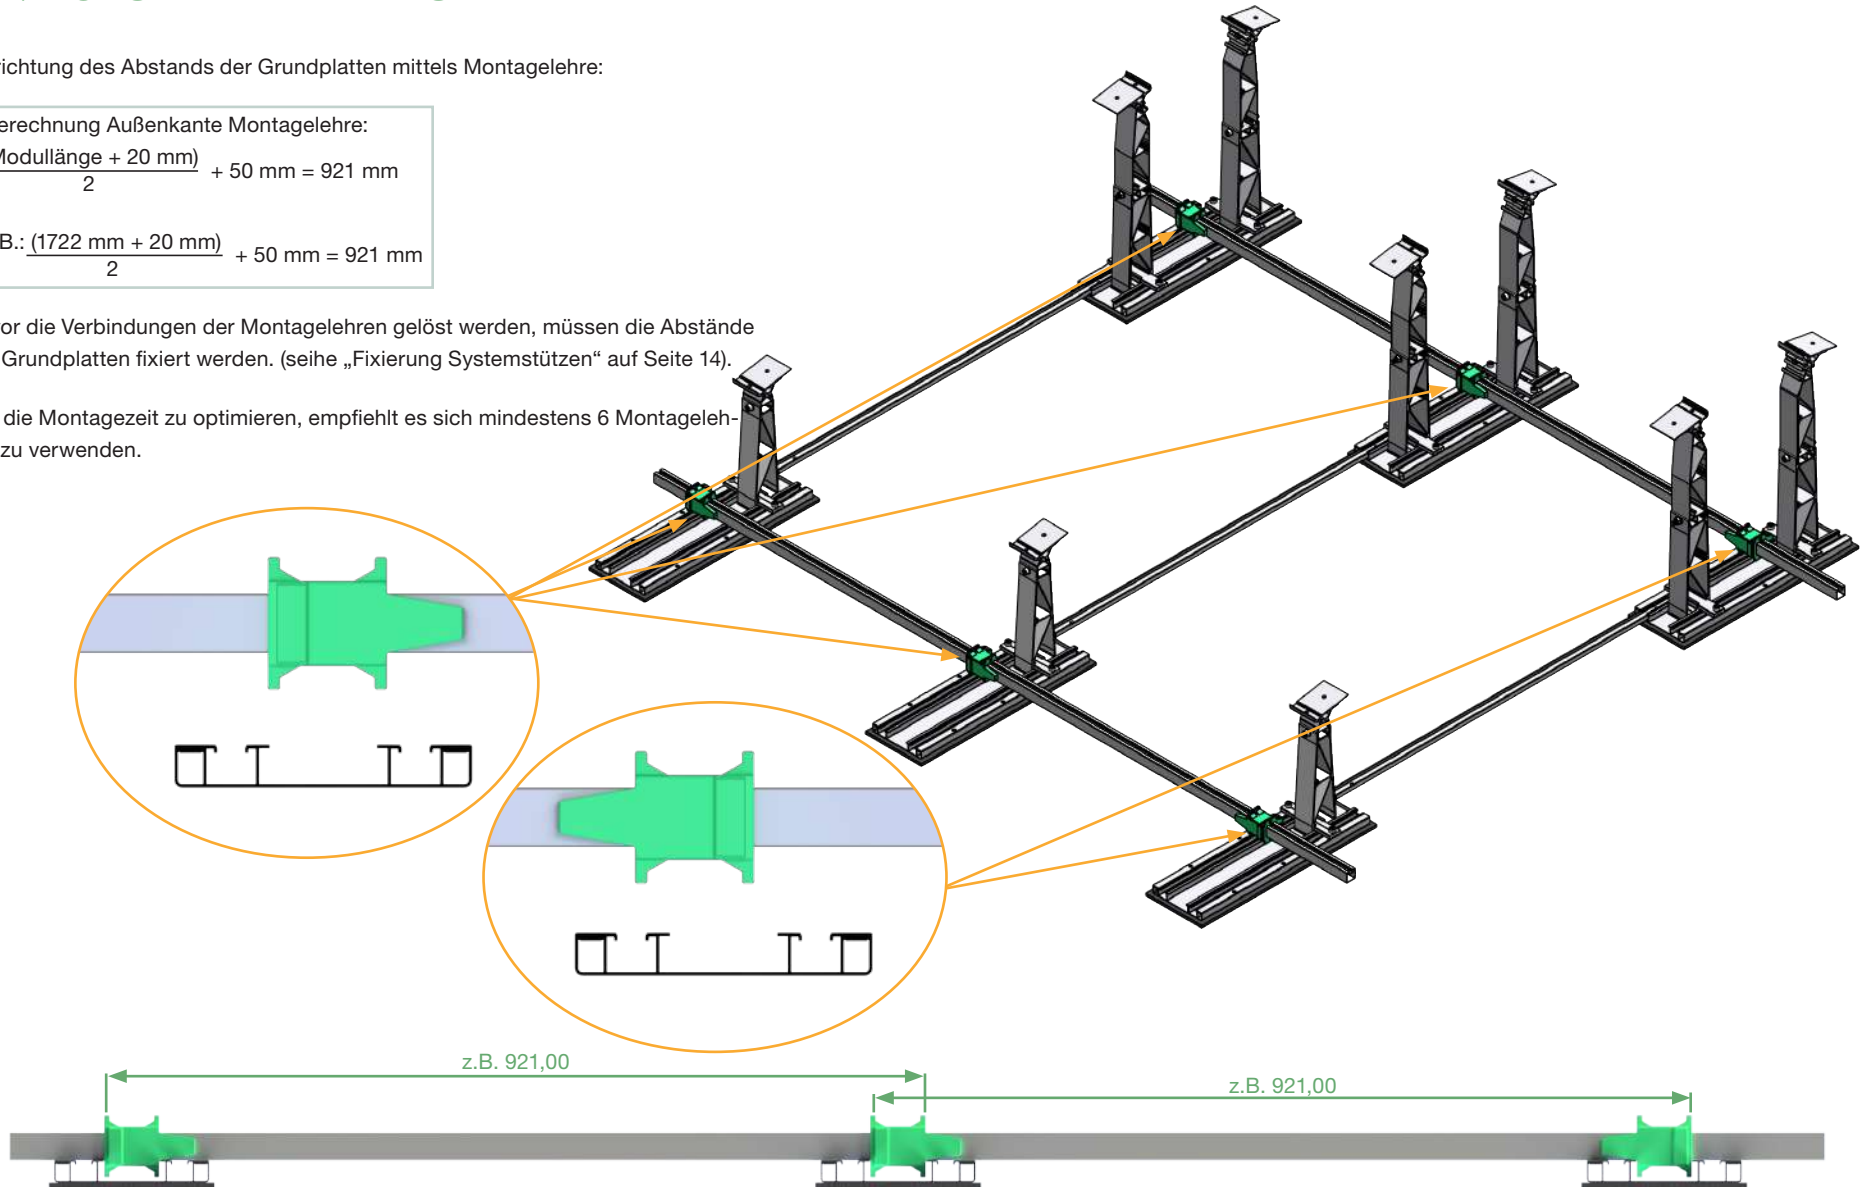 richtung des Abstands der Grundplatten mittels Montagelehre:
erechnung Außenkante Montagelehre:
Modullänge + 20 mm)
2
+ 50 mm = 921 mm
B.: (1722 mm + 20 mm)
2
+ 50 mm = 921 mm
or die Verbindungen der Montagelehren gelöst werden, müssen die Abstände
Grundplatten fixiert werden. (seihe „Fixierung Systemstützen“ auf Seite 14).
die Montagezeit zu optimieren, empfiehlt es sich mindestens 6 Montageleh-
zu verwenden.
z.B. 921,00
z.B. 921,00